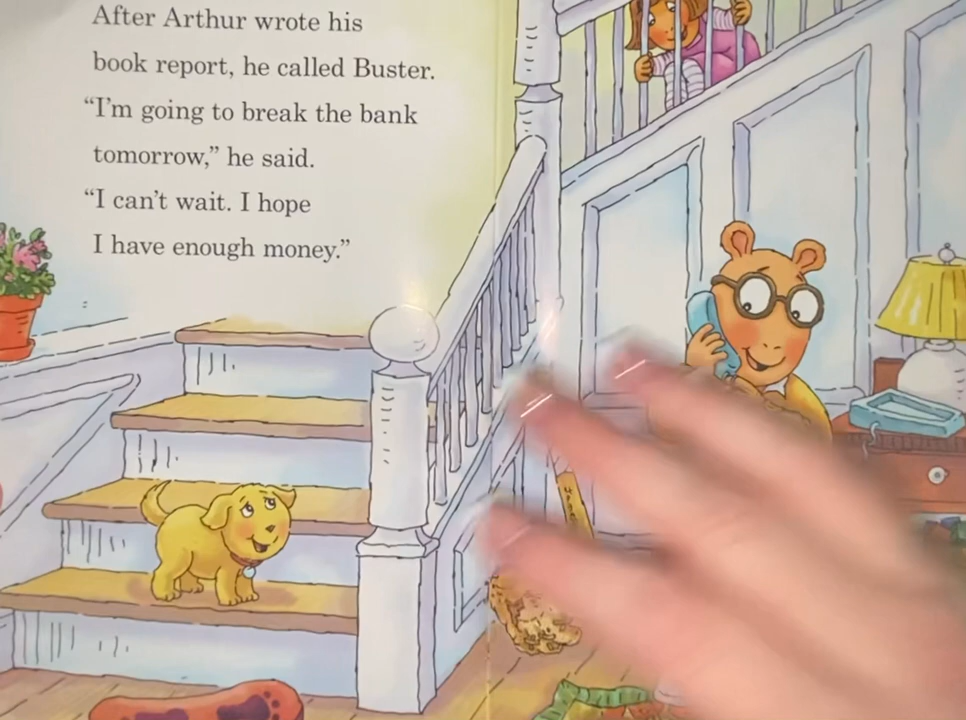 After Arthur wrote his
book report, he called Buster.
“I’m going to break the bank
tomorrow,” he said.
“I can’t wait. I hope
I have enough money.”